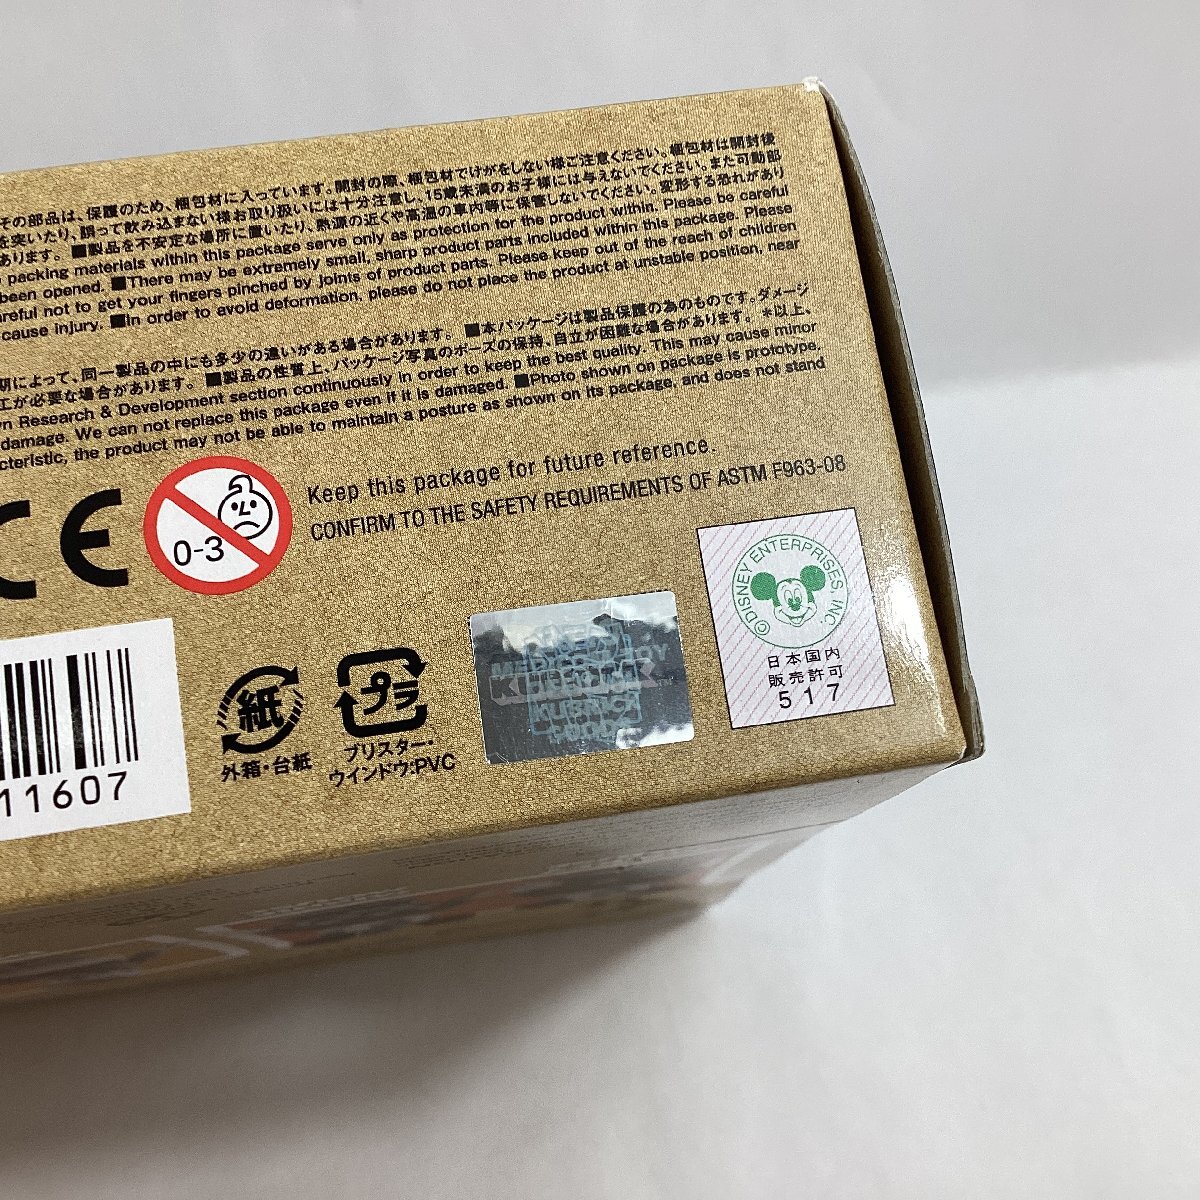 その部品は、保護のため、梱包材に入っています。開封の際、梱包材でけがをしない様ご注意ください。梱包材は開封後
を突いたり、誤って飲み込まない様お取り扱いには十分注意し、15歳未満のお子様には与えないでください。また可動部
あります。■製品を不安定な場所に置いたり、熱源の近くや高温の車内等に保管しないでください。変形する恐れがあり
packing materials within this package serve only as protection for the product within. Please be careful
been opened. ■There may be extremely small, sharp product parts included within this package. Please
careful not to get your fingers pinched by joints of product parts. Please keep out of the reach of children
cause injury. ■In order to avoid deformation, please do not place the product at unstable position, near
期によって、同一製品の中にも多少の違いがある場合があります。 ■本パッケージは製品保護の為のものです。ダメージ
工が必要な場合があります。 ■製品の性質上、パッケージ写真のポーズの保持、自立が困難な場合があります。 *以上、
wn Research & Development section continuously in order to keep the best quality. This may cause minor
damage. We can not replace this package even if it is damaged. ■Photo shown on package is prototype,
cteristic, the product may not be able to maintain a posture as shown on its package, and does not stand
CE
0-3
Keep this package for future reference.
CONFIRM TO THE SAFETY REQUIREMENTS OF ASTM F963-08
11607
紙
外箱・台紙
プラ
ブリスター・
ウインドウ:PVC
MEDICOM TOY
KUBRICK
© DISNEY ENTERPRISES, INC.
日本国内
販売許可
517